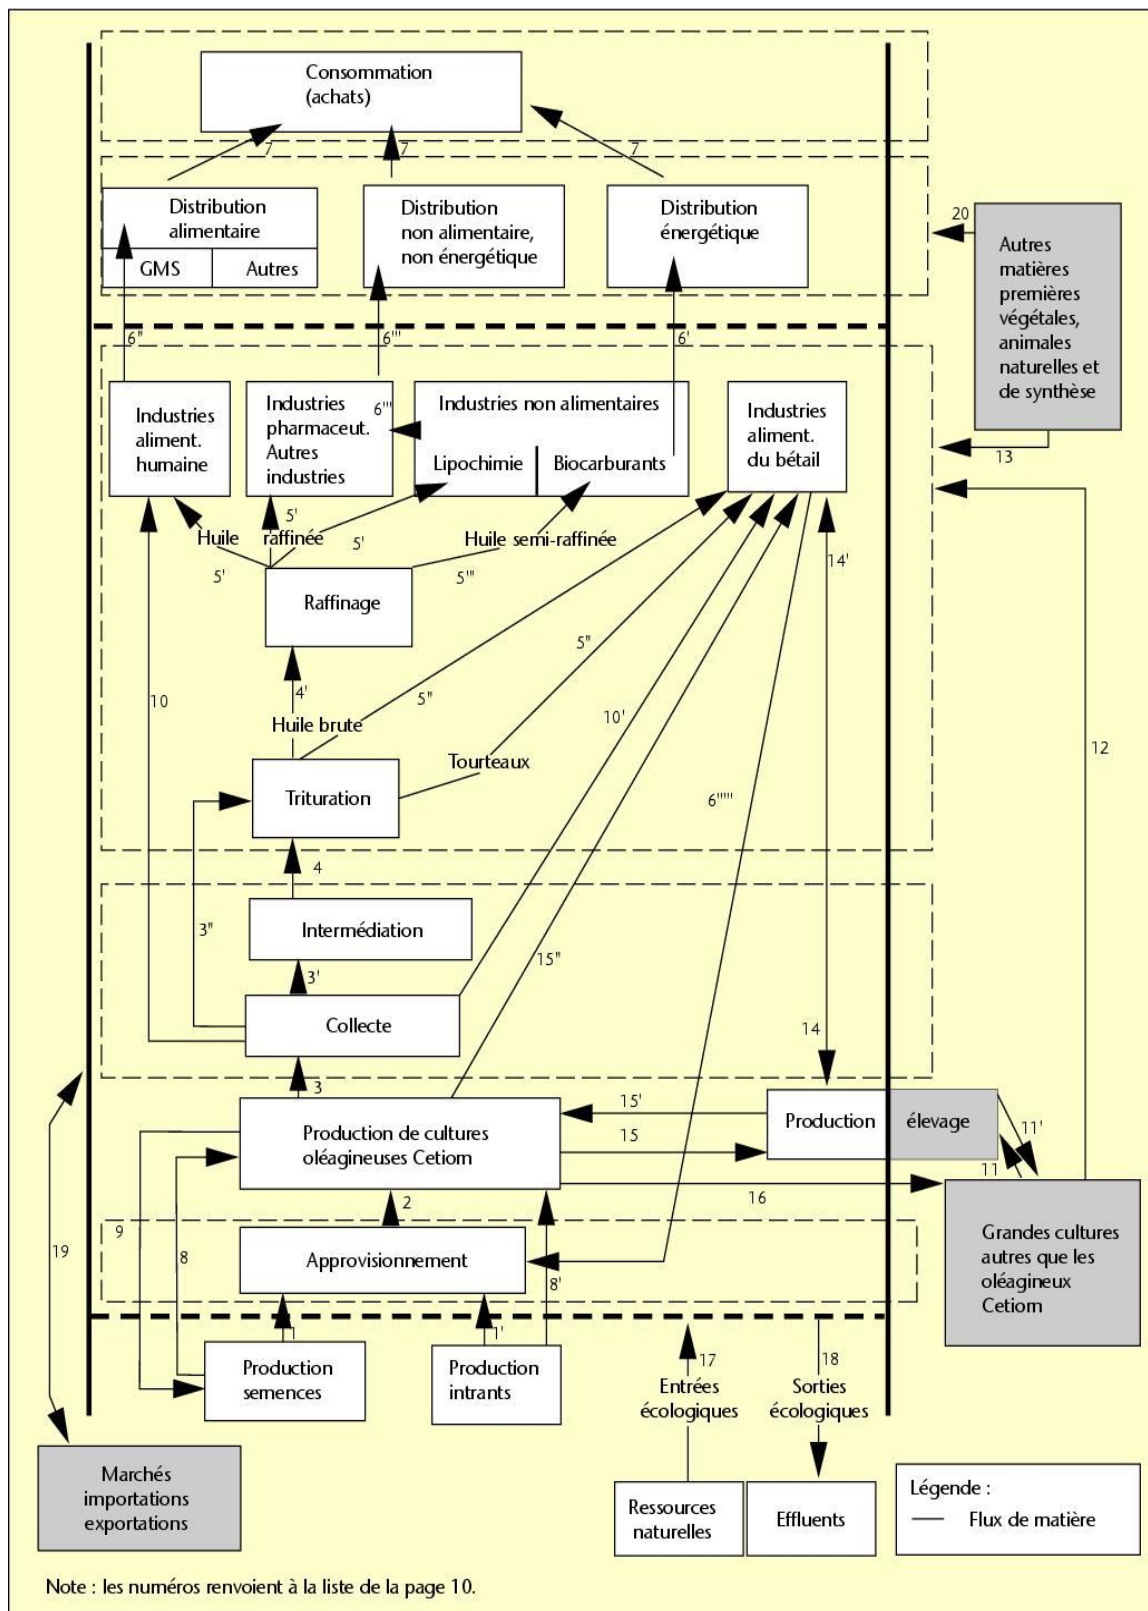 Consommation
(achats)
7
7
7
Distribution
alimentaire
GMS
Autres
Distribution
non alimentaire,
non énergétique
Distribution
énergétique
20
Autres
matières
premières
végétales,
animales
naturelles et
de synthèse
6"
6'''
6'
13
Industries
aliment.
humaine
Industries
pharmaceut.
Autres
industries
6'''
Industries non alimentaires
Lipochimie
Biocarburants
Industries
aliment.
du bétail
5'
Huile
raffinée
5'
Huile semi-raffinée
5'
5'''
14'
Raffinage
10
4'
5"
5"
10'
12
Huile brute
Tourteaux
Trituration
6'''''
4
3"
Intermédiation
15"
3'
Collecte
14
3
15'
Production
élevage
11'
Production de cultures
oléagineuses Cetiom
15
11
16
2
9
8
19
Approvisionnement
8'
Grandes cultures
autres que les
oléagineux
Cetiom
1
1'
17
18
Production
semences
Production
intrants
Entrées
écologiques
Sorties
écologiques
Marchés
importations
exportations
Ressources
naturelles
Effluents
Légende :
Flux de matière
Note : les numéros renvoient à la liste de la page 10.